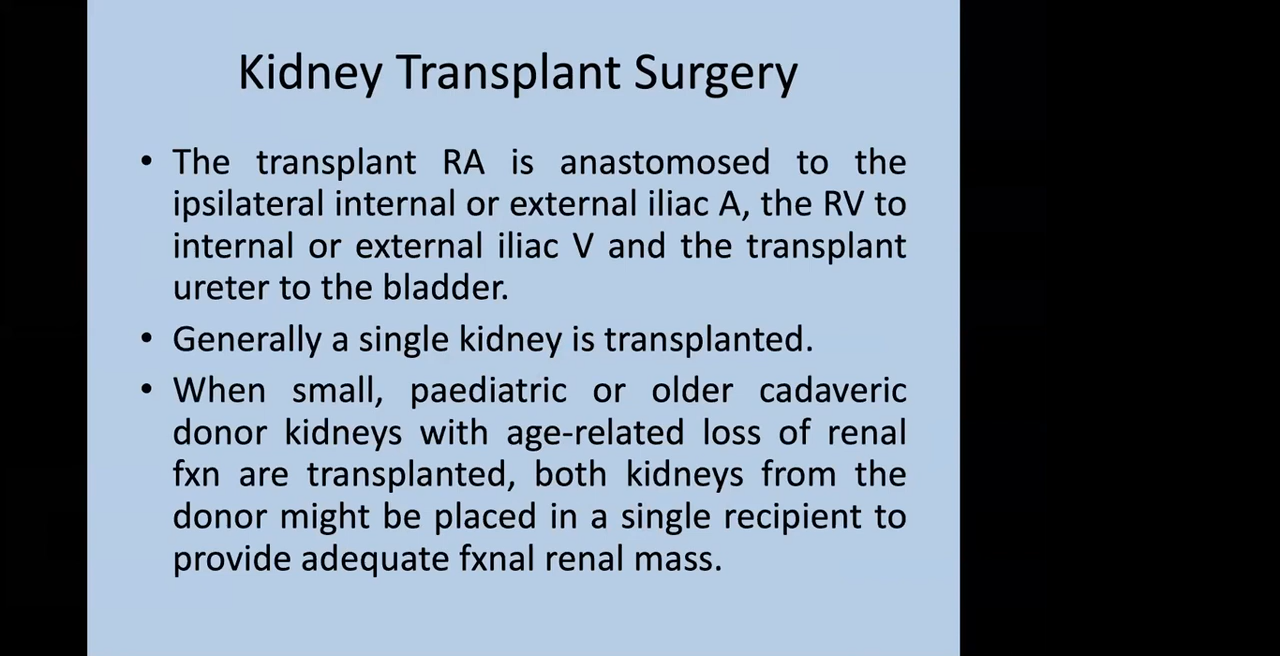 Kidney Transplant Surgery
• The transplant RA is anastomosed to the
ipsilateral internal or external iliac A, the RV to
internal or external iliac V and the transplant
ureter to the bladder.
• Generally a single kidney is transplanted.
• When small, paediatric or older cadaveric
donor kidneys with age-related loss of renal
fxn are transplanted, both kidneys from the
donor might be placed in a single recipient to
provide adequate fxnal renal mass.